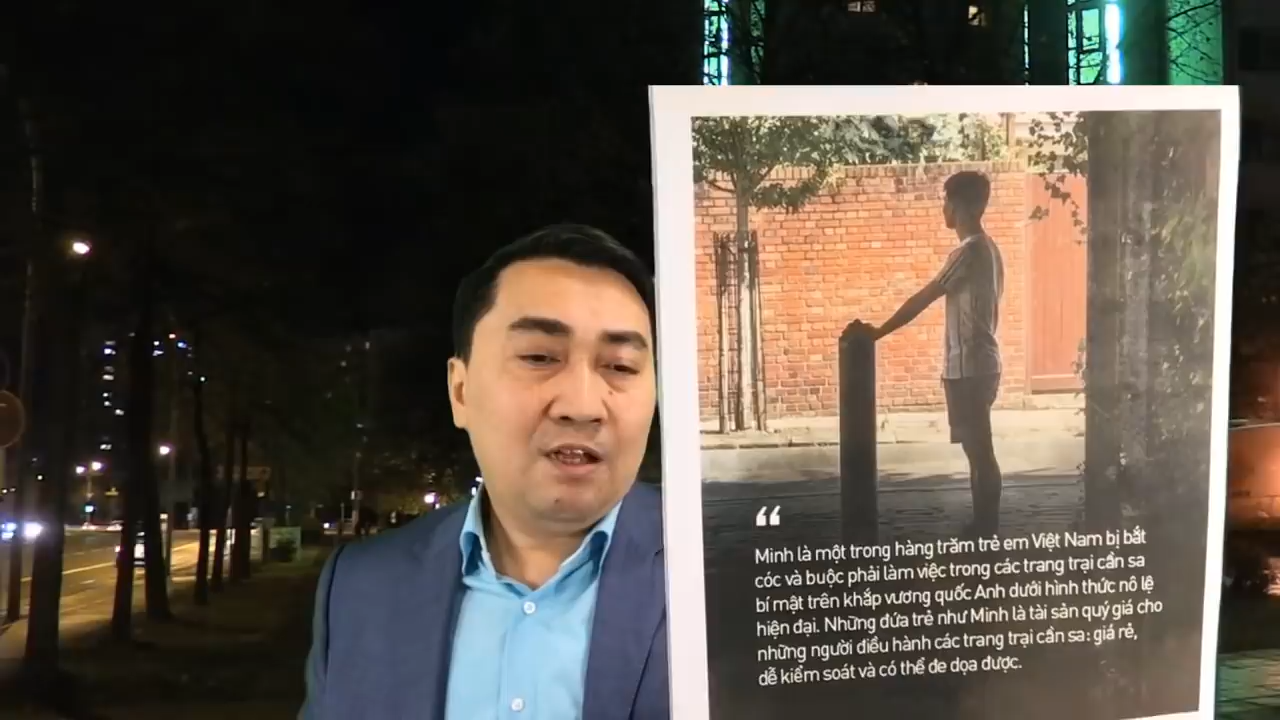 “
Minh là một trong hàng trăm trẻ em Việt Nam bị bắt
cóc và buộc phải làm việc trong các trang trại cần sa
bí mật trên khắp vương quốc Anh dưới hình thức nô lệ
hiện đại. Những đứa trẻ như Minh là tài sản quý giá cho
những người điều hành các trang trại cần sa: giá rẻ,
dễ kiểm soát và có thể đe dọa được.